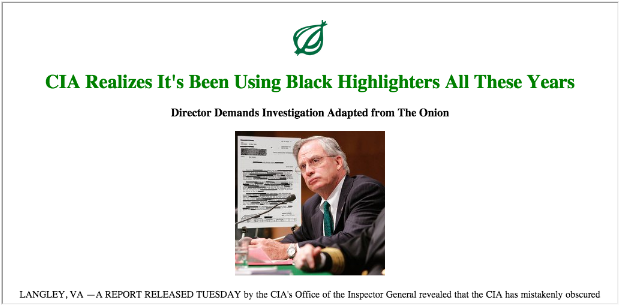 CIA Realizes It's Been Using Black Highlighters All These Years
Director Demands Investigation Adapted from The Onion
LANGLEY, VA —A REPORT RELEASED TUESDAY by the CIA's Office of the Inspector General revealed that the CIA has mistakenly obscured